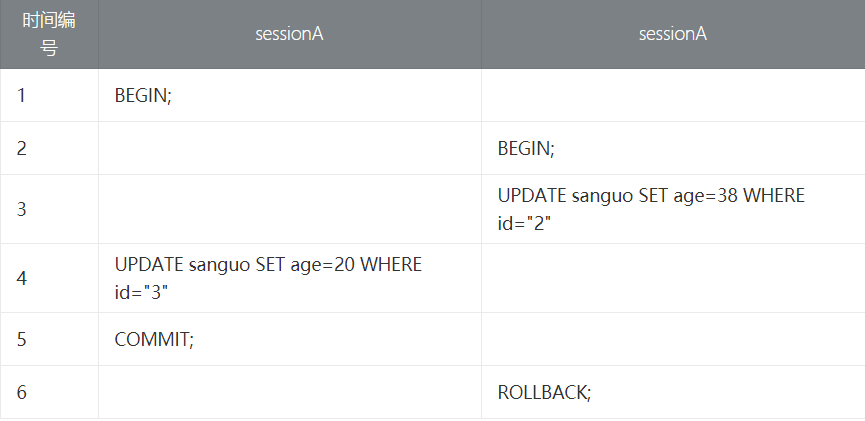 时间编
号
sessionA
sessionA
1
BEGIN;
2
BEGIN;
3
UPDATE sanguo SET age=38 WHERE
id="2"
4
UPDATE sanguo SET age=20 WHERE
id="3"
5
COMMIT;
6
ROLLBACK;